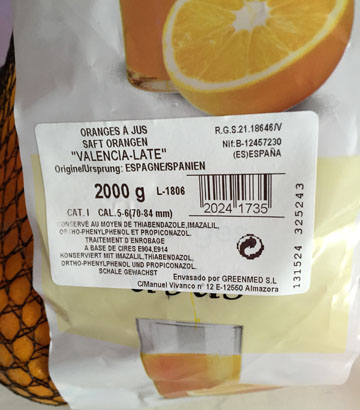 ORANGES A JUS
SAFT ORANGEN
"VALENCIA-LATE"
Origine/Ursprung: ESPAGNE/SPANIEN
R.G.S.21.18646/V
Nif:B-12457230
(ES)ESPAÑA
2000 g L-1806
2024 1735
CAT. I CAL. 5-6(70-84 mm)
CONSERVÉ AU MOYEN DE THIABENDAZOLE,IMAZALIL,
ORTHO-PHENYLPHENOL ET PROPICONAZOL.
TRAITEMENT D ENROBAGE
A BASE DE CIRES E904,E914
KONSERVIERT MIT IMAZALIL,THIABENDAZOL,
ORTHO-PHENYLPHENOL UND PROPICONAZOL.
SCHALE GEWACHST
Envasado por GREENMED S.L
C/Manuel Vivanco n° 12 E-12550 Almazora
131524 325243